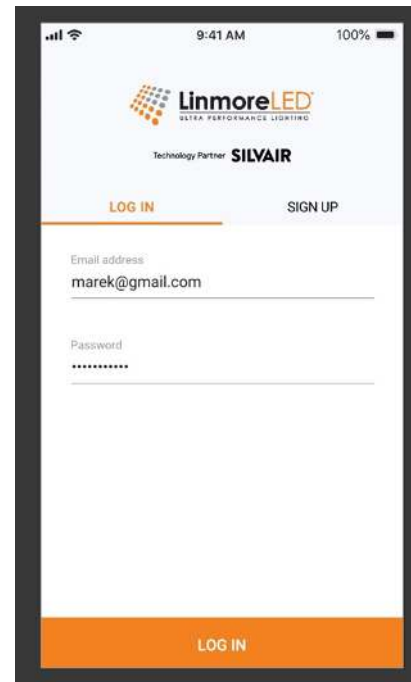 9:41 AM 100%
LinmoreLED
ULTRA PERFORMANCE LIGHTING
Technology Partner SILVAIR
LOG IN SIGN UP
Email address
marek@gmail.com
Password
•••••••••••
LOG IN